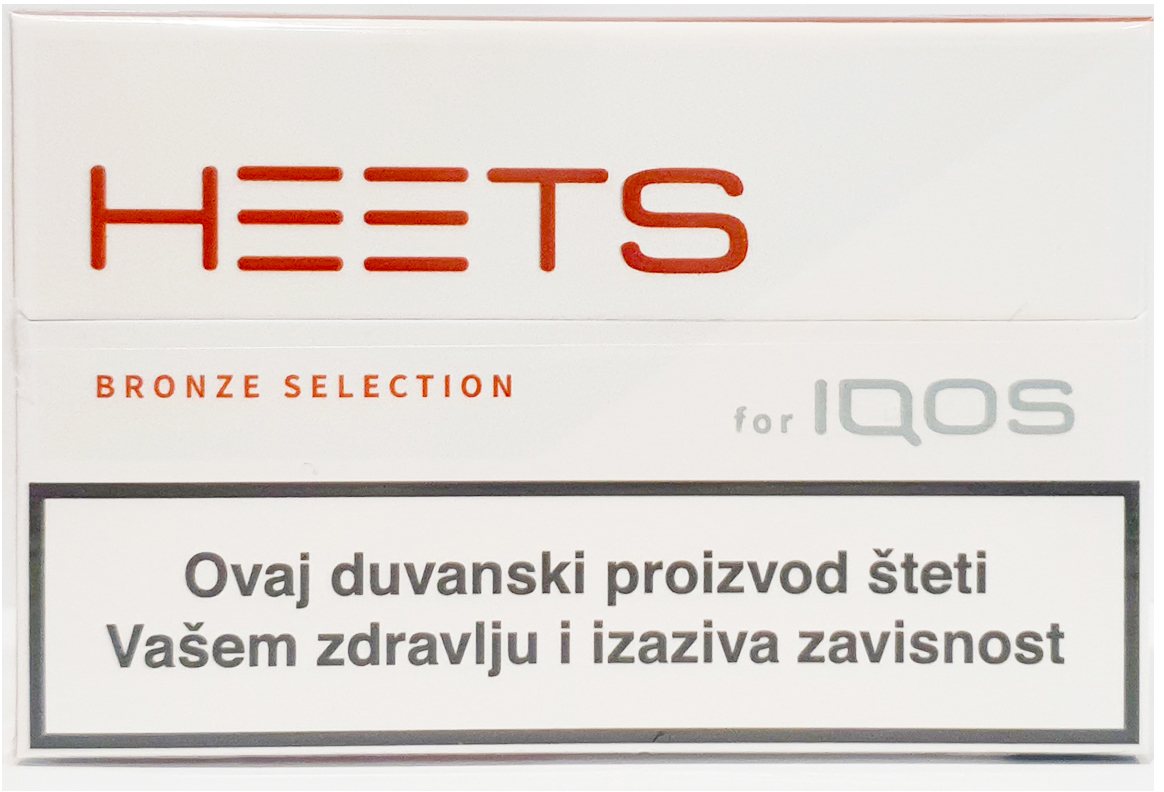 HEETS
BRONZE SELECTION
for IQOS
Ovaj duvanski proizvod šteti
Vašem zdravlju i izaziva zavisnost